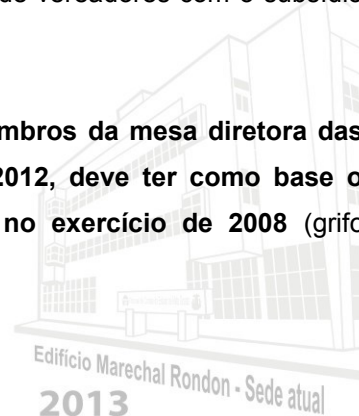 de vereadores com o subsídio
mbros da mesa diretora das
2012, deve ter como base o
no exercício de 2008 (grifo
Edifício Marechal Rondon - Sede atual
2013